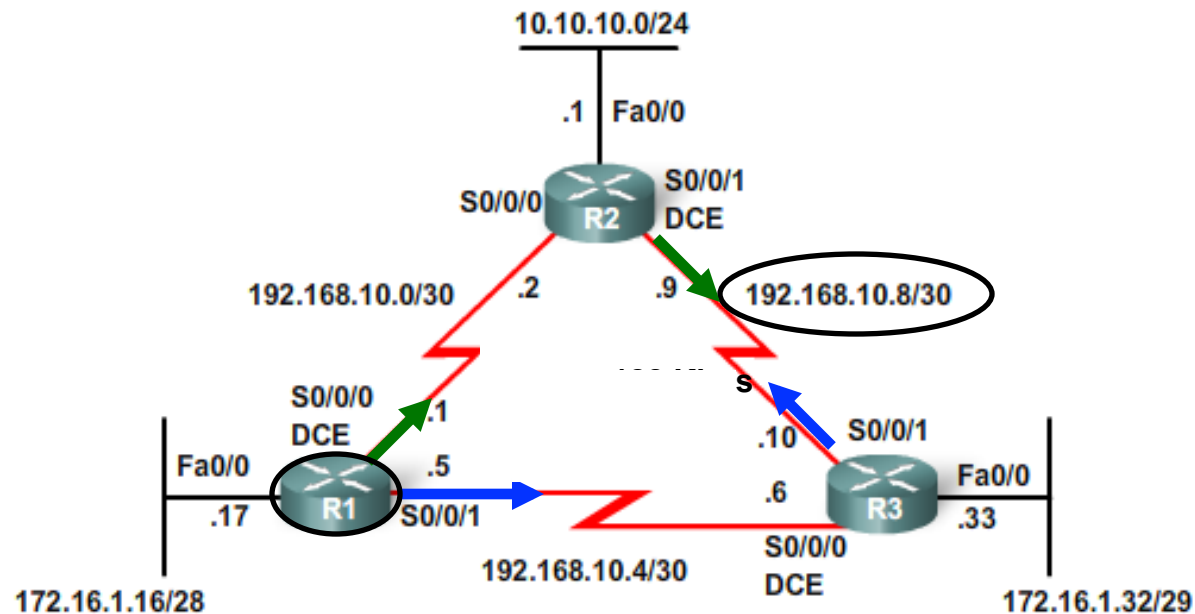 10.10.10.0/24
.1
Fa0/0
S0/0/0
S0/0/1
DCE
R2
192.168.10.0/30
.2
.9
192.168.10.8/30
s
S0/0/0
DCE
.1
.10
S0/0/1
Fa0/0
.5
.6
Fa0/0
.17
R1
S0/0/1
R3
.33
192.168.10.4/30
S0/0/0
DCE
172.16.1.16/28
172.16.1.32/29